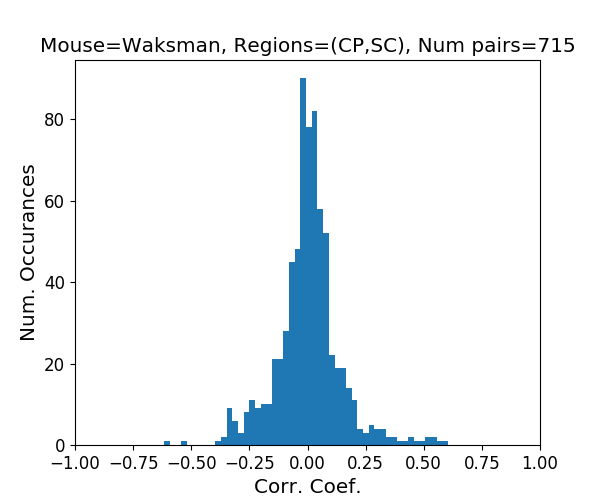 Mouse=Waksman, Regions=(CP,SC), Num pairs=715
80
60
40
20
0
Num. Occurances
−1.00 −0.75 −0.50 −0.25 0.00 0.25 0.50 0.75 1.00
Corr. Coef.